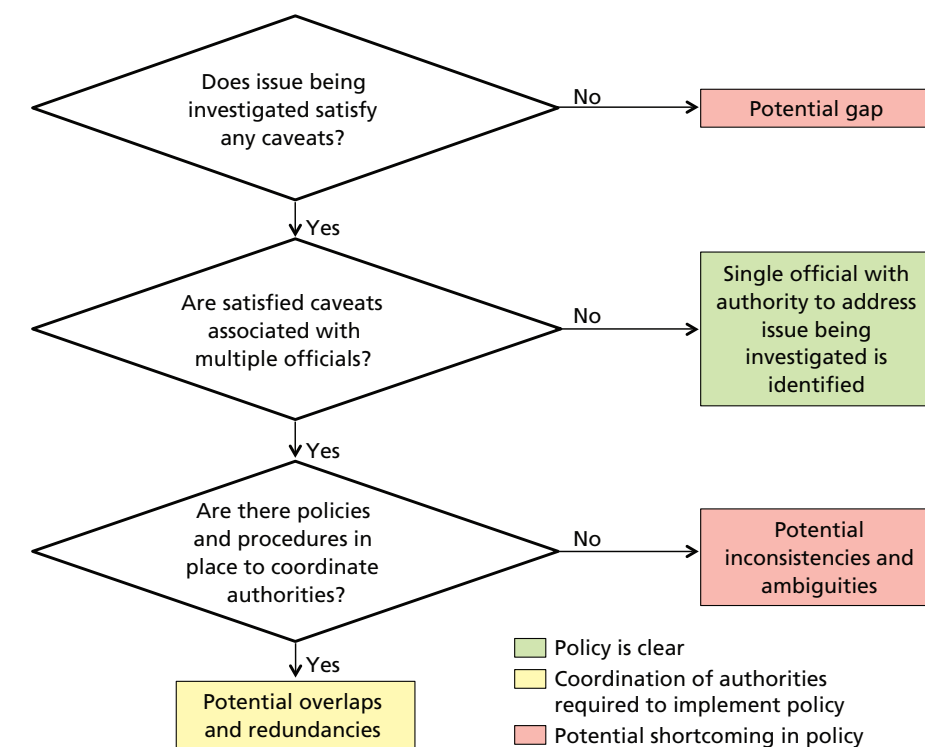 Does issue being
investigated satisfy
any caveats?
No
Potential gap
Yes
Are satisfied caveats
associated with
multiple officials?
No
Single official with
authority to address
issue being
investigated is
identified
Yes
Are there policies
and procedures in
place to coordinate
authorities?
No
Potential
inconsistencies and
ambiguities
Yes
Potential overlaps
and redundancies
Policy is clear
Coordination of authorities
required to implement policy
Potential shortcoming in policy